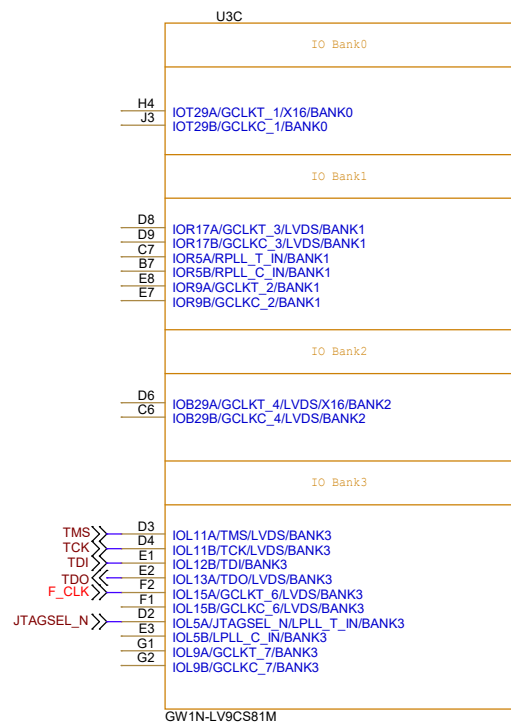 U3C
IO Bank0
H4 IOT29A/GCLKT_1/X16/BANK0
J3 IOT29B/GCLKC_1/BANK0
IO Bank1
D8 IOR17A/GCLKT_3/LVDS/BANK1
D9 IOR17B/GCLKC_3/LVDS/BANK1
C7 IOR5A/RPLL_T_IN/BANK1
B7 IOR5B/RPLL_C_IN/BANK1
E8 IOR9A/GCLKT_2/BANK1
E7 IOR9B/GCLKC_2/BANK1
IO Bank2
D6 IOB29A/GCLKT_4/LVDS/X16/BANK2
C6 IOB29B/GCLKC_4/LVDS/BANK2
IO Bank3
TMS D3 IOL11A/TMS/LVDS/BANK3
TCK D4 IOL11B/TCK/LVDS/BANK3
TDI E1 IOL12B/TDI/BANK3
TDO E2 IOL13A/TDO/LVDS/BANK3
F_CLK F2 IOL15A/GCLKT_6/LVDS/BANK3
F1 IOL15B/GCLKC_6/LVDS/BANK3
JTAGSEL_N D2 IOL5A/JTAGSEL_N/LPLL_T_IN/BANK3
E3 IOL5B/LPLL_C_IN/BANK3
G1 IOL9A/GCLKT_7/BANK3
G2 IOL9B/GCLKC_7/BANK3
GW1N-LV9CS81M